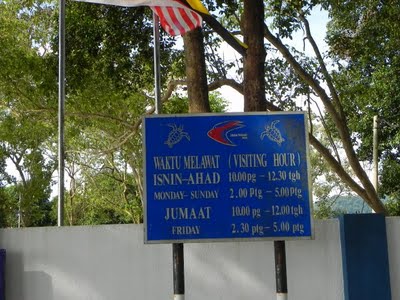 WAKTU MELAWAT (VISITING HOUR)
ISNIN-AHAD 10.00 pg - 12.30 tgh
MONDAY-SUNDAY 2.00 Ptg - 5.00 Ptg
JUMAAT 10.00 pg - 12.00 tgh
FRIDAY 2.30 ptg - 5.00 ptg